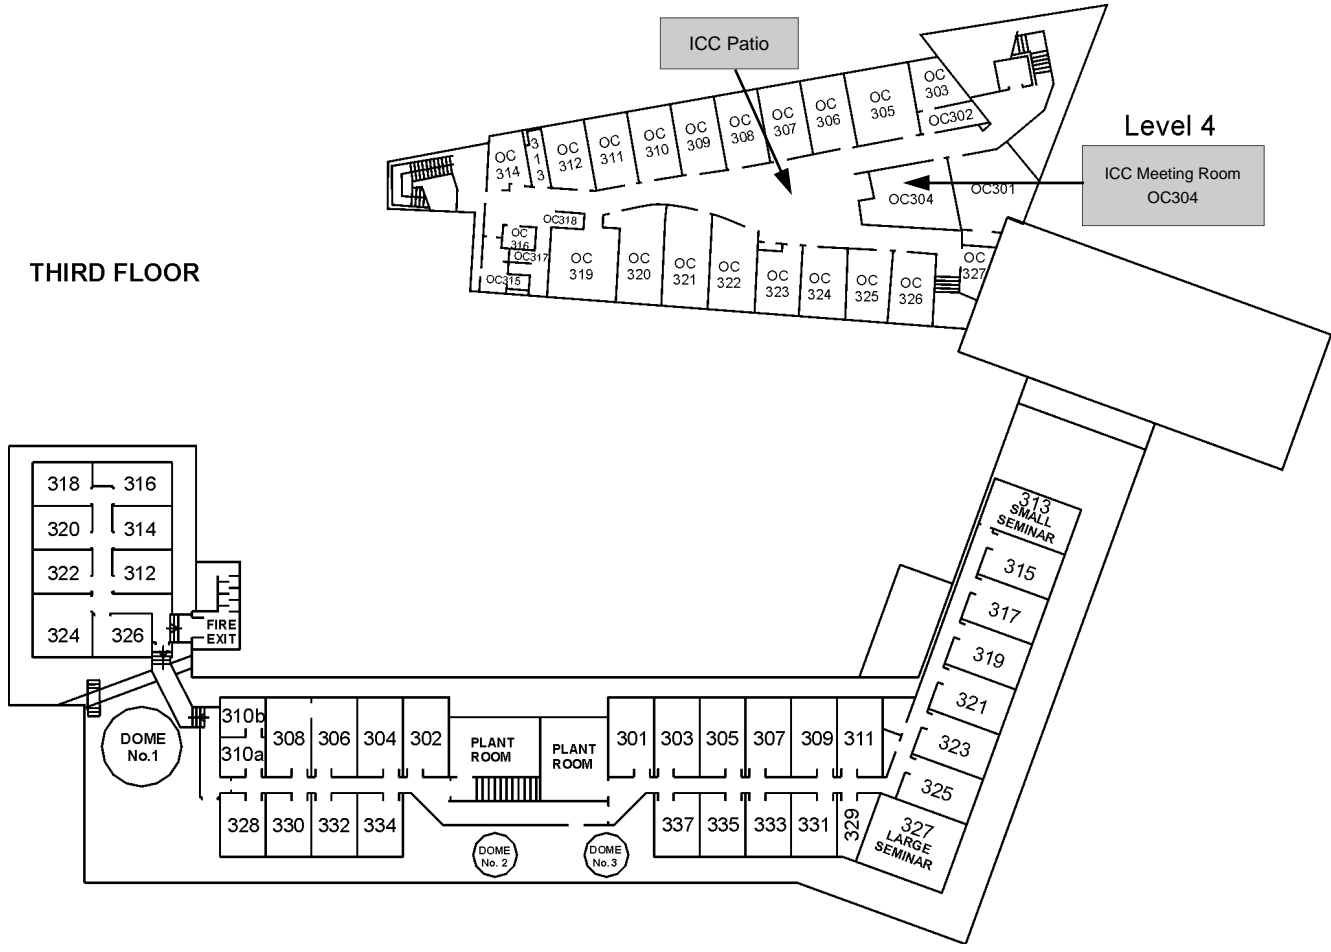 ICC Patio
Level 4
ICC Meeting Room
OC304
THIRD FLOOR
OC
303
OC
305
OC302
OC
306
OC
307
OC
308
OC
309
OC
310
OC
311
OC
312
3
1
3
OC
314
OC304
OC301
OC318
OC
316
OC317
OC315
OC
319
OC
320
OC
321
OC
322
OC
323
OC
324
OC
325
OC
326
OC
327
318
316
320
314
322
312
324
326
FIRE
EXIT
DOME
No.1
310b
310a
308
306
304
302
PLANT
ROOM
PLANT
ROOM
301
303
305
307
309
311
328
330
332
334
DOME
No. 2
DOME
No.3
337
335
333
331
329
313
SMALL
SEMINAR
315
317
319
321
323
325
327
LARGE
SEMINAR